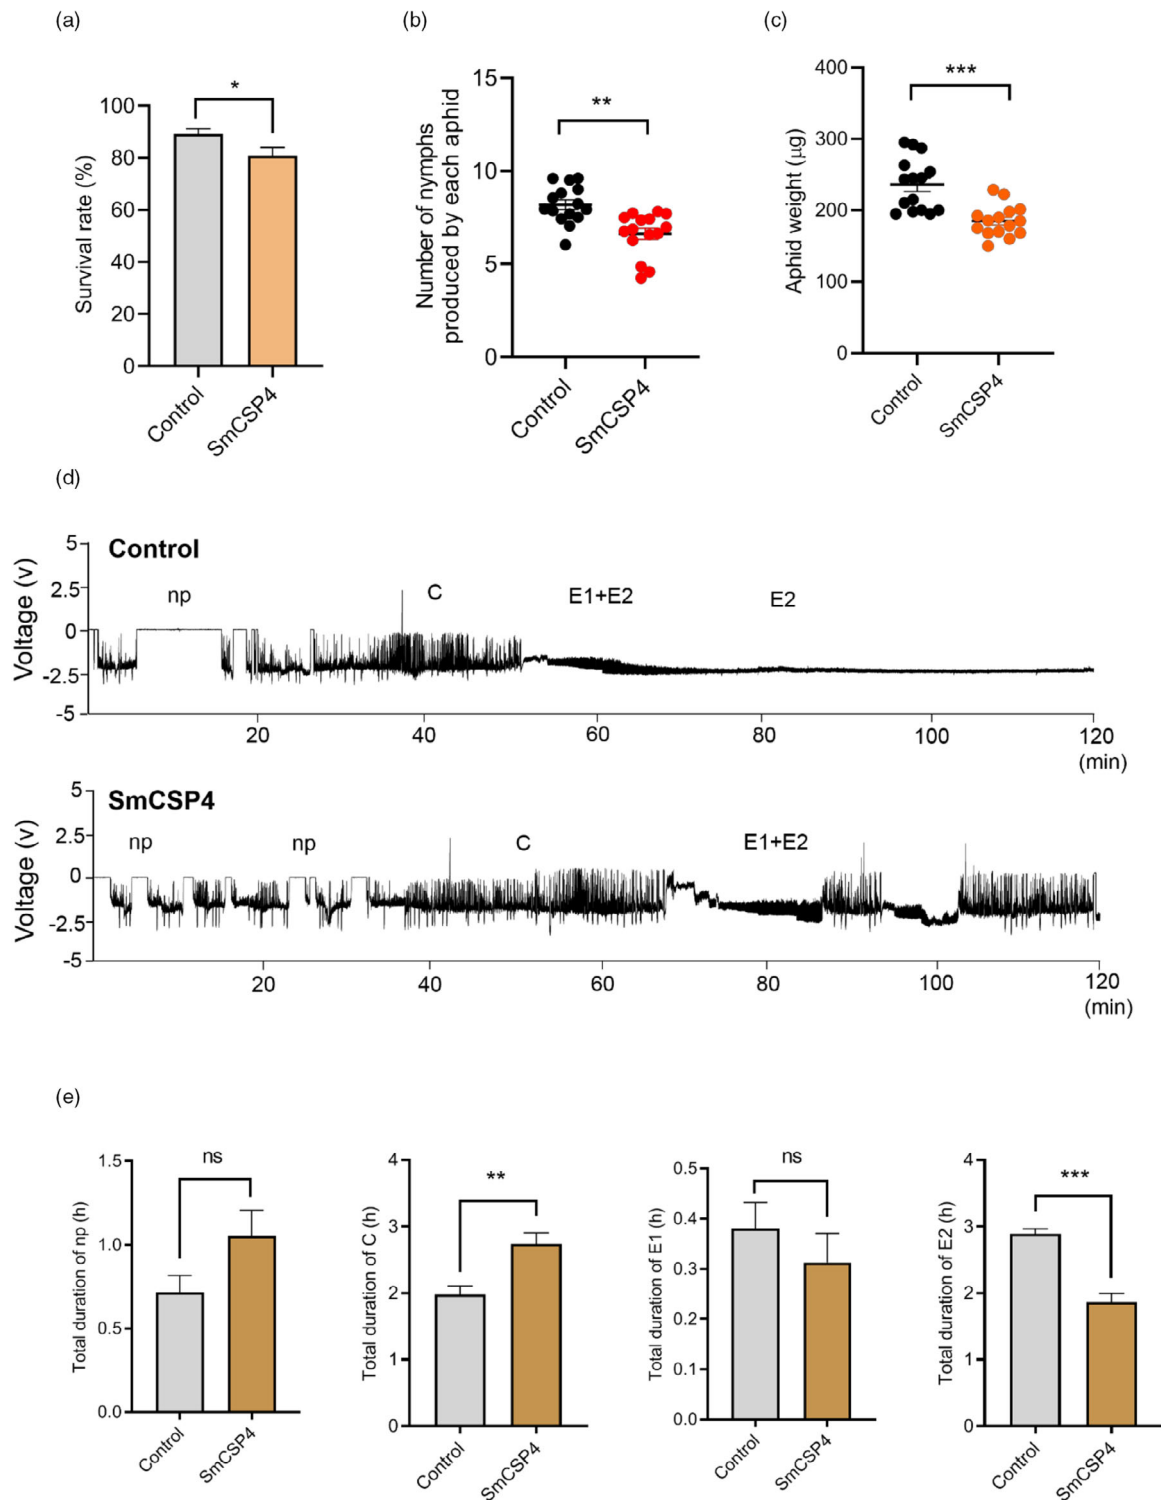 (a)
(b)
(c)
*
**
***
Survival rate (%)
100
80
60
40
20
0
Control
SmCSP4
Number of nymphs
produced by each aphid
15
10
5
0
Control
SmCSP4
Aphid weight (µg)
400
300
200
100
0
Control
SmCSP4
(d)
Voltage (v)
5
2.5
0
-2.5
-5
Control
np
C
E1+E2
E2
20
40
60
80
100
120
(min)
Voltage (v)
5
2.5
0
-2.5
-5
SmCSP4
np
np
C
E1+E2
20
40
60
80
100
120
(min)
(e)
Total duration of np (h)
1.5
1.0
0.5
0.0
ns
Control
SmCSP4
Total duration of C (h)
4
3
2
1
0
**
Control
SmCSP4
Total duration of E1 (h)
0.5
0.4
0.3
0.2
0.1
0.0
ns
Control
SmCSP4
Total duration of E2 (h)
4
3
2
1
0
***
Control
SmCSP4